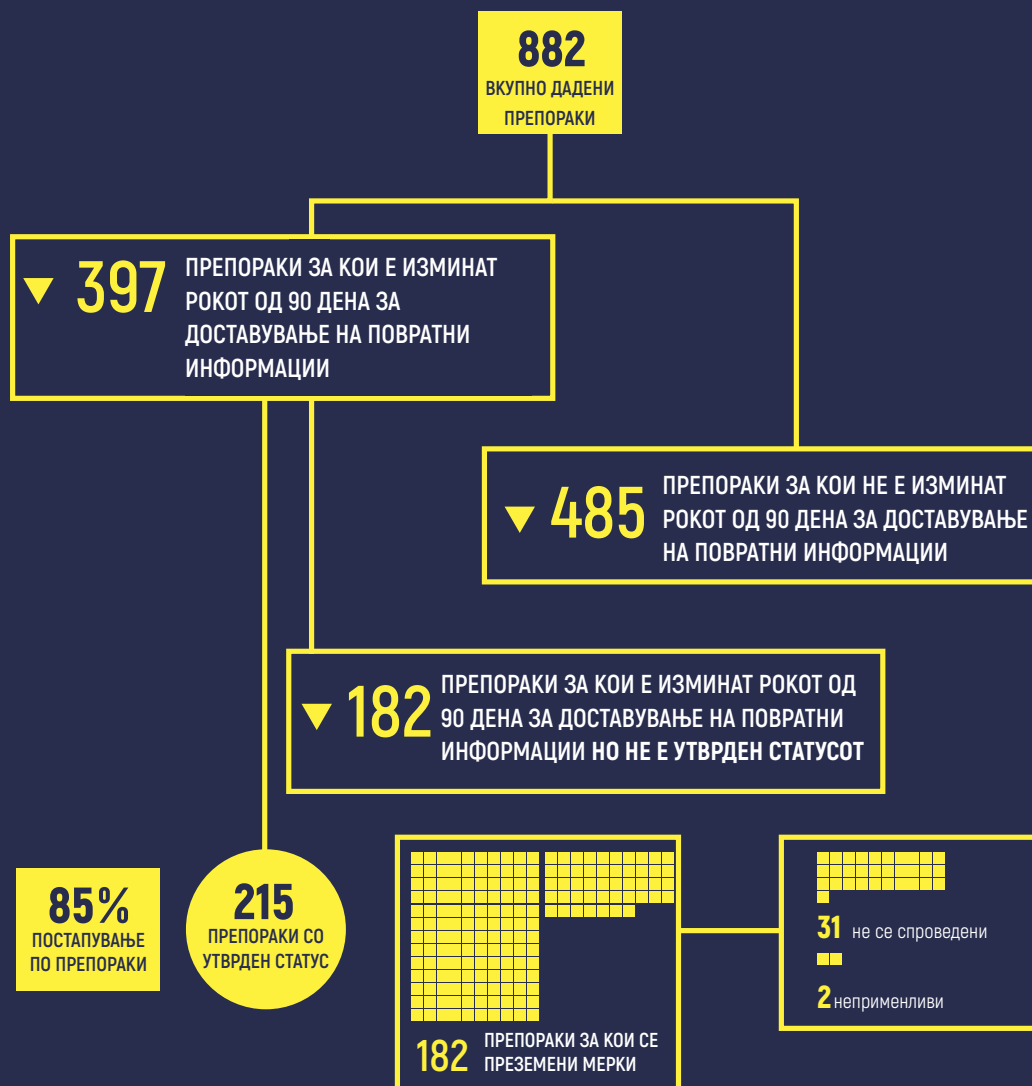 882
ВКУПНО ДАДЕНИ
ПРЕПОРАКИ
397
ПРЕПОРАКИ ЗА КОИ Е ИЗМИНАТ
РОКОТ ОД 90 ДЕНА ЗА
ДОСТАВУВАЊЕ НА ПОВРАТНИ
ИНФОРМАЦИИ
485
ПРЕПОРАКИ ЗА КОИ НЕ Е ИЗМИНАТ
РОКОТ ОД 90 ДЕНА ЗА ДОСТАВУВАЊЕ
НА ПОВРАТНИ ИНФОРМАЦИИ
182
ПРЕПОРАКИ ЗА КОИ Е ИЗМИНАТ РОКОТ ОД
90 ДЕНА ЗА ДОСТАВУВАЊЕ НА ПОВРАТНИ
ИНФОРМАЦИИ НО НЕ Е УТВРДЕН СТАТУСОТ
85%
ПОСТАПУВАЊЕ
ПО ПРЕПОРАКИ
215
ПРЕПОРАКИ СО
УТВРДЕН СТАТУС
182
ПРЕПОРАКИ ЗА КОИ СЕ
ПРЕЗЕМЕНИ МЕРКИ
31 не се спроведени
2 неприменливи